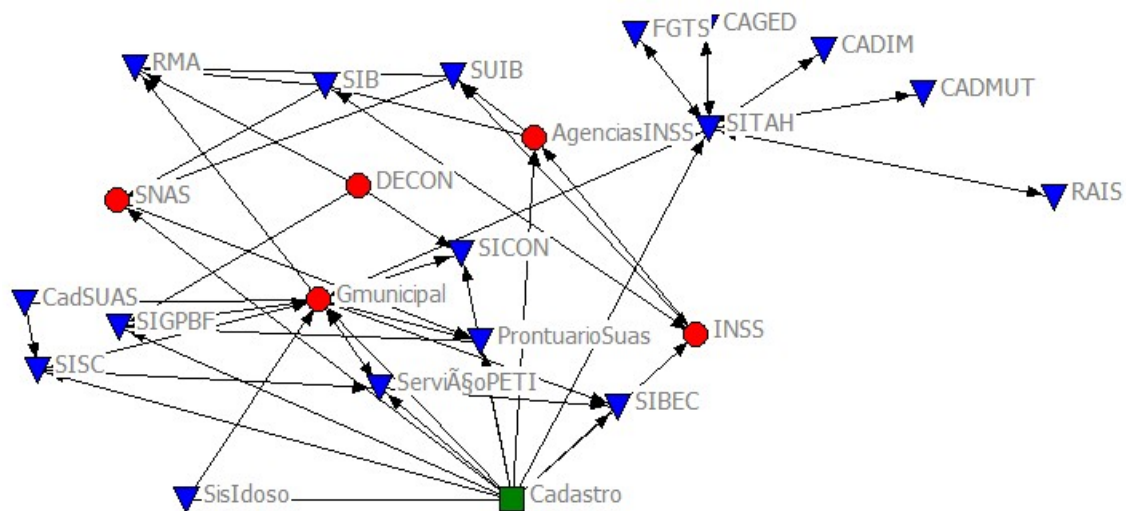 FGTS
CAGED
CADIM
RMA
SIB
SUIB
CADMUT
SITAH
AgenciasINSS
DECON
SNAS
RAIS
SICON
CadSUAS
Gmunicipal
SIGPBF
ProntuarioSuas
INSS
SISC
ServiÃ§oPETI
SIBEC
SisIdoso
Cadastro